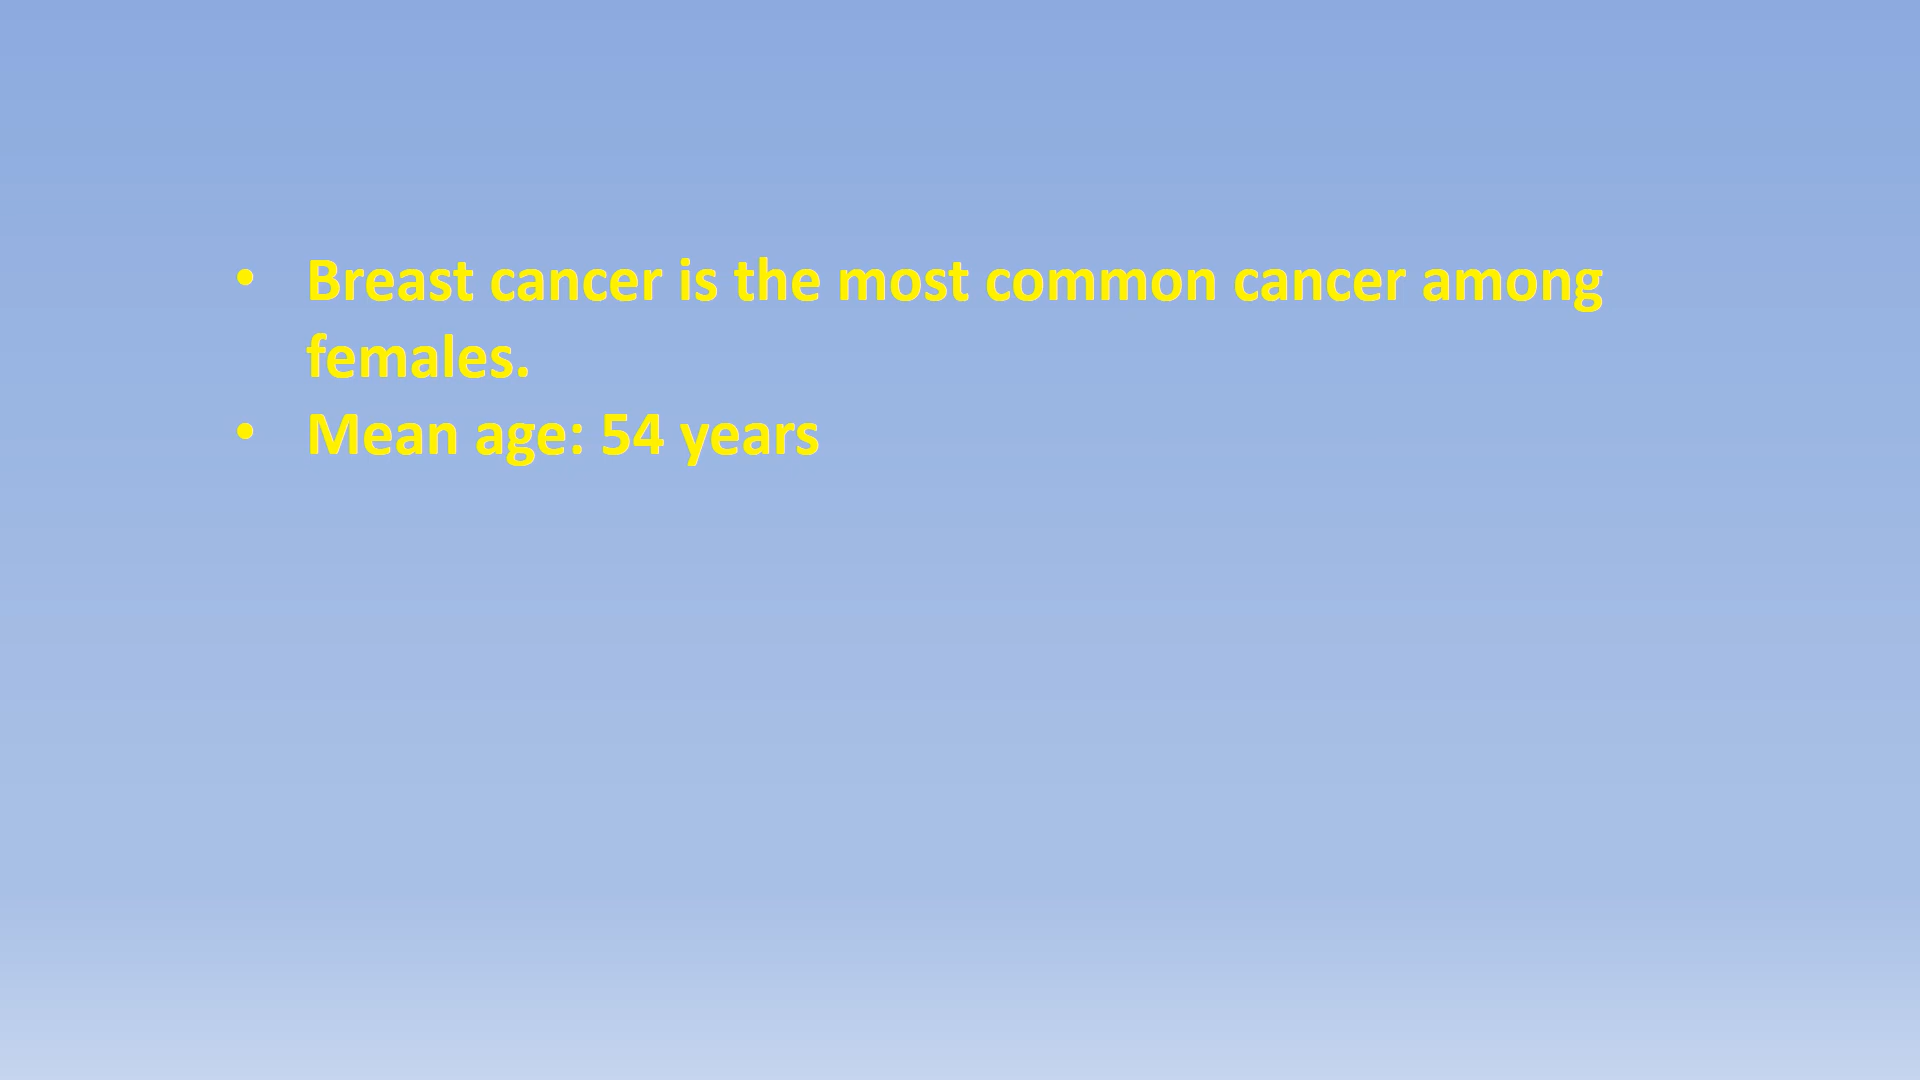 • Breast cancer is the most common cancer among
females.
• Mean age: 54 years